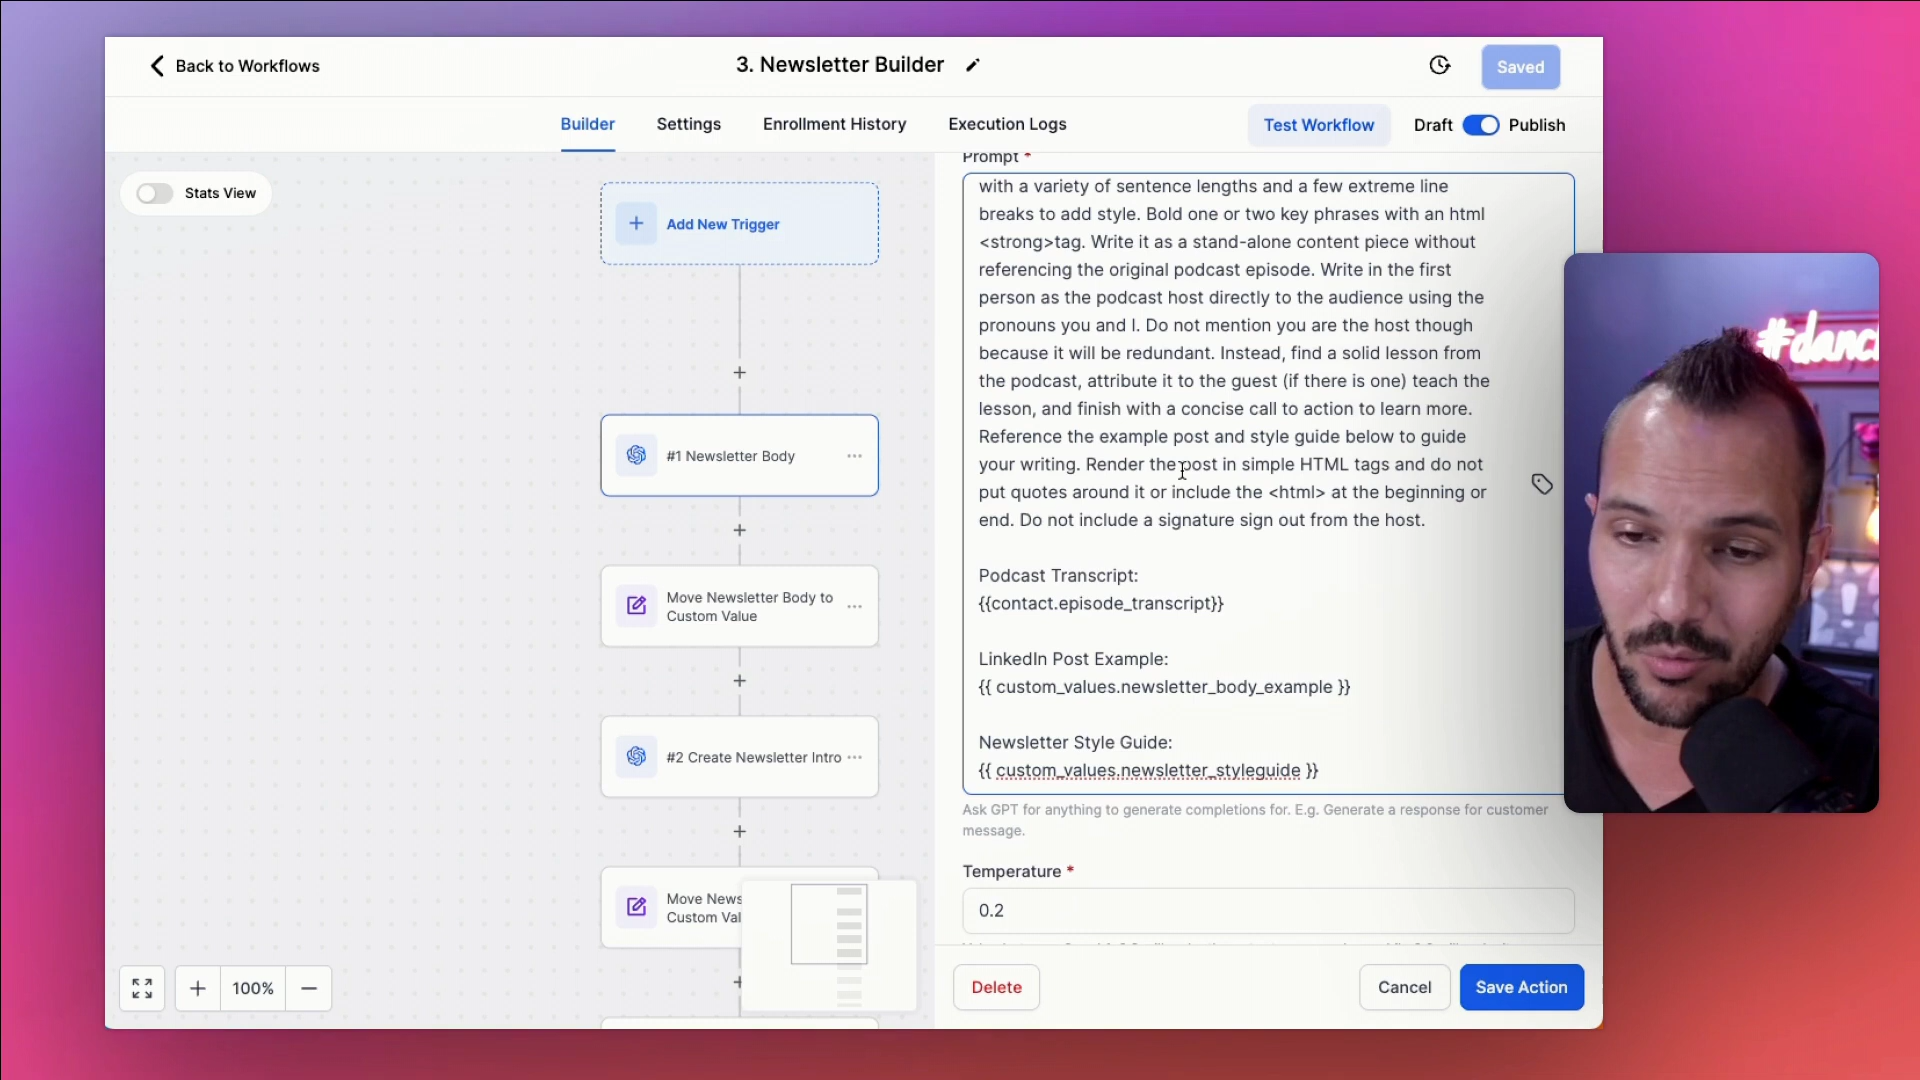 Back to Workflows
3. Newsletter Builder
Saved
Builder
Settings
Enrollment History
Execution Logs
Test Workflow
Draft
Publish
Stats View
Add New Trigger
#1 Newsletter Body
Move Newsletter Body to
Custom Value
#2 Create Newsletter Intro
Move News
Custom Val
100%
Prompt *
with a variety of sentence lengths and a few extreme line
breaks to add style. Bold one or two key phrases with an html
<strong>tag. Write it as a stand-alone content piece without
referencing the original podcast episode. Write in the first
person as the podcast host directly to the audience using the
pronouns you and I. Do not mention you are the host though
because it will be redundant. Instead, find a solid lesson from
the podcast, attribute it to the guest (if there is one) teach the
lesson, and finish with a concise call to action to learn more.
Reference the example post and style guide below to guide
your writing. Render the post in simple HTML tags and do not
put quotes around it or include the <html> at the beginning or
end. Do not include a signature sign out from the host.
Podcast Transcript:
{{contact.episode_transcript}}
LinkedIn Post Example:
{{ custom_values.newsletter_body_example }}
Newsletter Style Guide:
{{ custom_values.newsletter_styleguide }}
Ask GPT for anything to generate completions for. E.g. Generate a response for customer
message.
Temperature *
0.2
Delete
Cancel
Save Action
#danc